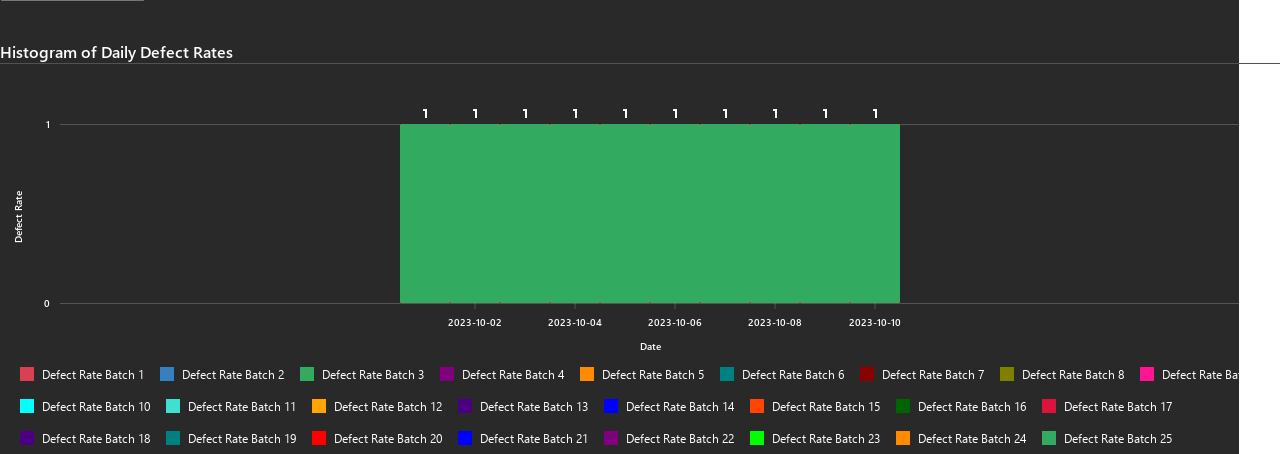 Histogram of Daily Defect Rates
1 1 1 1 1 1 1 1 1 1
1
Defect Rate
0
2023-10-02 2023-10-04 2023-10-06 2023-10-08 2023-10-10
Date
Defect Rate Batch 1 Defect Rate Batch 2 Defect Rate Batch 3 Defect Rate Batch 4 Defect Rate Batch 5 Defect Rate Batch 6 Defect Rate Batch 7 Defect Rate Batch 8 Defect Rate Ba
Defect Rate Batch 10 Defect Rate Batch 11 Defect Rate Batch 12 Defect Rate Batch 13 Defect Rate Batch 14 Defect Rate Batch 15 Defect Rate Batch 16 Defect Rate Batch 17
Defect Rate Batch 18 Defect Rate Batch 19 Defect Rate Batch 20 Defect Rate Batch 21 Defect Rate Batch 22 Defect Rate Batch 23 Defect Rate Batch 24 Defect Rate Batch 25